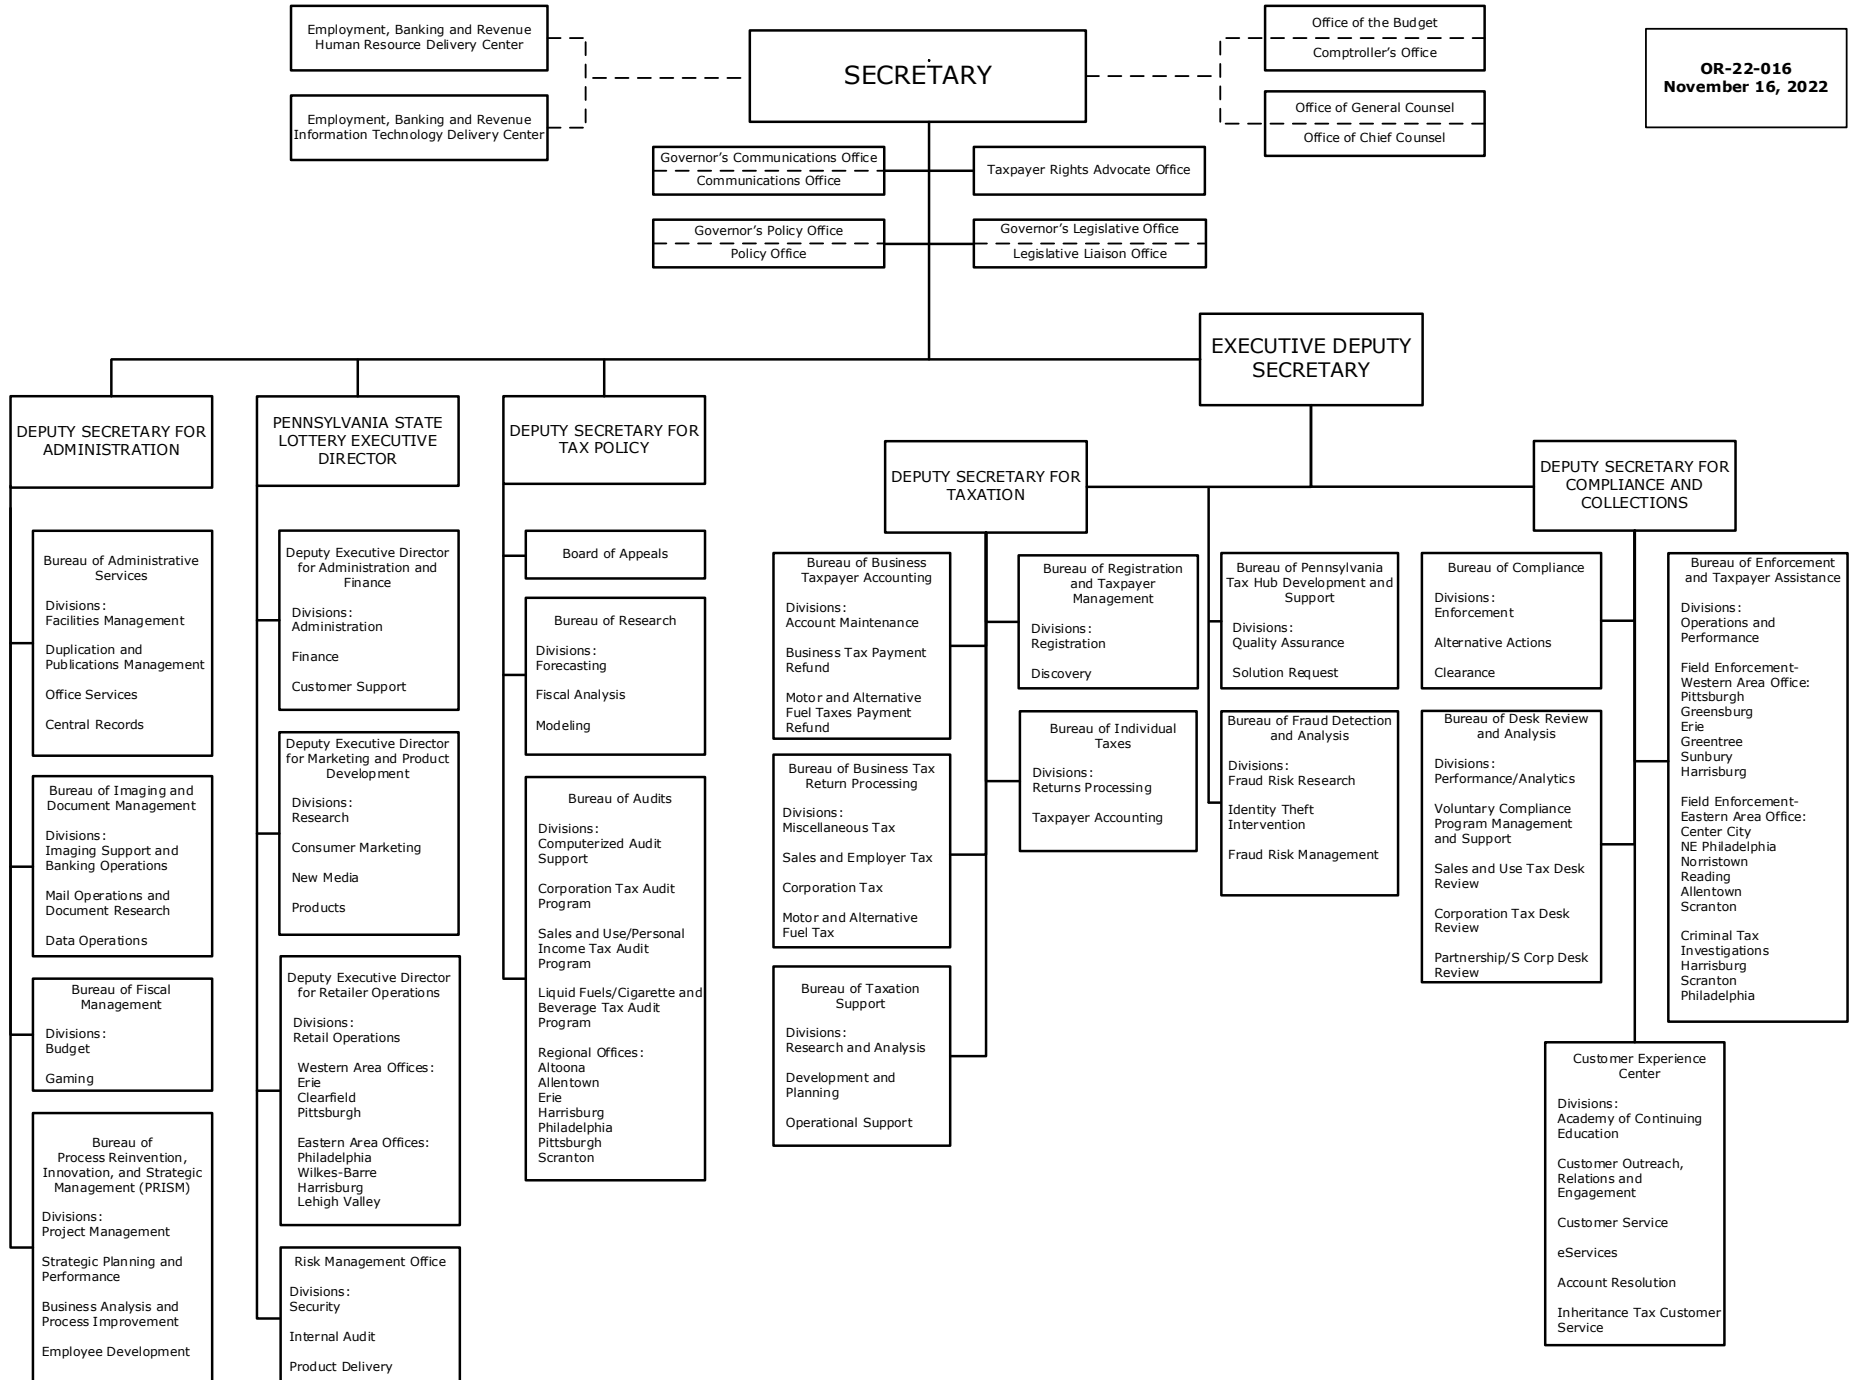 Employment, Banking and Revenue
Human Resource Delivery Center
Employment, Banking and Revenue
Information Technology Delivery Center
SECRETARY
Office of the Budget
Comptroller’s Office
Office of General Counsel
Office of Chief Counsel
OR-22-016
November 16, 2022
Governor’s Communications Office
Communications Office
Taxpayer Rights Advocate Office
Governor’s Policy Office
Policy Office
Governor’s Legislative Office
Legislative Liaison Office
EXECUTIVE DEPUTY
SECRETARY
DEPUTY SECRETARY FOR
ADMINISTRATION
Bureau of Administrative
Services
Divisions:
Facilities Management
Duplication and
Publications Management
Office Services
Central Records
Bureau of Imaging and
Document Management
Divisions:
Imaging Support and
Banking Operations
Mail Operations and
Document Research
Data Operations
Bureau of Fiscal
Management
Divisions:
Budget
Gaming
Bureau of
Process Reinvention,
Innovation, and Strategic
Management (PRISM)
Divisions:
Project Management
Strategic Planning and
Performance
Business Analysis and
Process Improvement
Employee Development
PENNSYLVANIA STATE
LOTTERY EXECUTIVE
DIRECTOR
Deputy Executive Director
for Administration and
Finance
Divisions:
Administration
Finance
Customer Support
Deputy Executive Director
for Marketing and Product
Development
Divisions:
Research
Consumer Marketing
New Media
Products
Deputy Executive Director
for Retailer Operations
Divisions:
Retail Operations
Western Area Offices:
Erie
Clearfield
Pittsburgh
Eastern Area Offices:
Philadelphia
Wilkes-Barre
Harrisburg
Lehigh Valley
Risk Management Office
Divisions:
Security
Internal Audit
Product Delivery
DEPUTY SECRETARY FOR
TAX POLICY
Board of Appeals
Bureau of Research
Divisions:
Forecasting
Fiscal Analysis
Modeling
Bureau of Audits
Divisions:
Computerized Audit
Support
Corporation Tax Audit
Program
Sales and Use/Personal
Income Tax Audit
Program
Liquid Fuels/Cigarette and
Beverage Tax Audit
Program
Regional Offices:
Altoona
Allentown
Erie
Harrisburg
Philadelphia
Pittsburgh
Scranton
DEPUTY SECRETARY FOR
TAXATION
Bureau of Business
Taxpayer Accounting
Divisions:
Account Maintenance
Business Tax Payment
Refund
Motor and Alternative
Fuel Taxes Payment
Refund
Bureau of Business Tax
Return Processing
Divisions:
Miscellaneous Tax
Sales and Employer Tax
Corporation Tax
Motor and Alternative
Fuel Tax
Bureau of Taxation
Support
Divisions:
Research and Analysis
Development and
Planning
Operational Support
Bureau of Registration
and Taxpayer
Management
Divisions:
Registration
Discovery
Bureau of Individual
Taxes
Divisions:
Returns Processing
Taxpayer Accounting
Bureau of Pennsylvania
Tax Hub Development and
Support
Divisions:
Quality Assurance
Solution Request
Bureau of Fraud Detection
and Analysis
Divisions:
Fraud Risk Research
Identity Theft
Intervention
Fraud Risk Management
DEPUTY SECRETARY FOR
COMPLIANCE AND
COLLECTIONS
Bureau of Compliance
Divisions:
Enforcement
Alternative Actions
Clearance
Bureau of Desk Review
and Analysis
Divisions:
Performance/Analytics
Voluntary Compliance
Program Management
and Support
Sales and Use Tax Desk
Review
Corporation Tax Desk
Review
Partnership/S Corp Desk
Review
Bureau of Enforcement
and Taxpayer Assistance
Divisions:
Operations and
Performance
Field Enforcement-
Western Area Office:
Pittsburgh
Greensburg
Erie
Greentree
Sunbury
Harrisburg
Field Enforcement-
Eastern Area Office:
Center City
NE Philadelphia
Norristown
Reading
Allentown
Scranton
Criminal Tax
Investigations
Harrisburg
Scranton
Philadelphia
Customer Experience
Center
Divisions:
Academy of Continuing
Education
Customer Outreach,
Relations and
Engagement
Customer Service
eServices
Account Resolution
Inheritance Tax Customer
Service